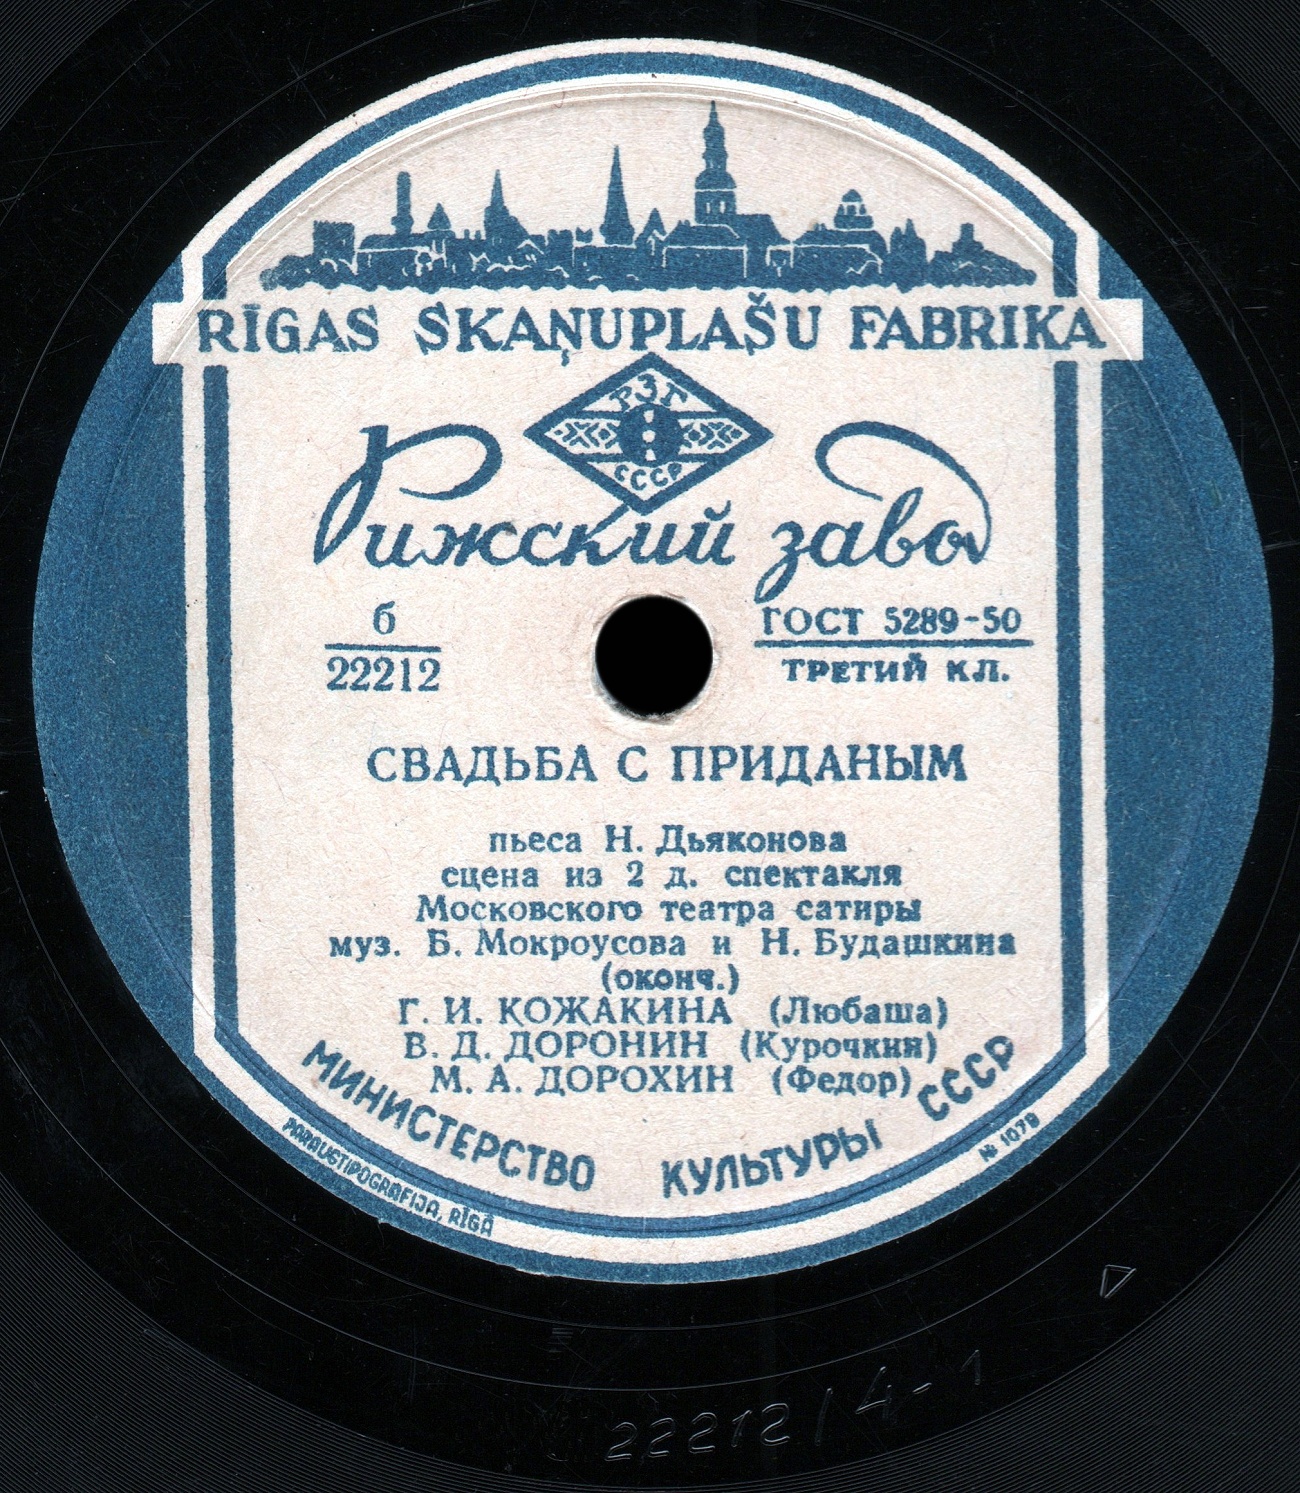 RĪGAS SKAŅUPLAŠU FABRIKA
РЗГ
СССР
Рижский завод
б
22212
ГОСТ 5289-50
ТРЕТИЙ КЛ.
СВАДЬБА С ПРИДАНЫМ
пьеса Н. Дьяконова
сцена из 2 д. спектакля
Московского театра сатиры
муз. Б. Мокроусова и Н. Будашкина
(оконч.)
Г. И. КОЖАКИНА (Любаша)
В. Д. ДОРОНИН (Курочкин)
М. А. ДОРОХИН (Федор)
МИНИСТЕРСТВО КУЛЬТУРЫ СССР
PARAUGTIPOGRAFIJA, RĪGĀ
№ 1079
22212/4-1